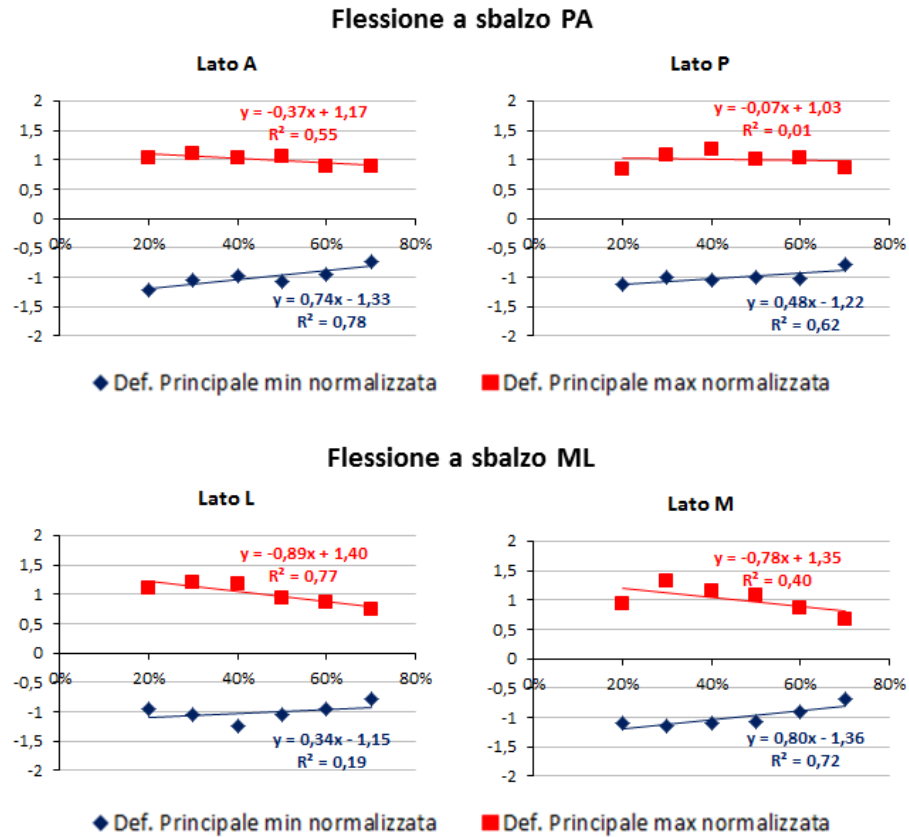 Flessione a sbalzo PA
Lato A
2
1,5
1
0,5
0
-0,5
-1
-1,5
-2
0%
20%
40%
60%
80%
y = -0,37x + 1,17
R² = 0,55
y = 0,74x - 1,33
R² = 0,78
Lato P
2
1,5
1
0,5
0
-0,5
-1
-1,5
-2
0%
20%
40%
60%
80%
y = -0,07x + 1,03
R² = 0,01
y = 0,48x - 1,22
R² = 0,62
Def. Principale min normalizzata
Def. Principale max normalizzata
Flessione a sbalzo ML
Lato L
2
1,5
1
0,5
0
-0,5
-1
-1,5
-2
0%
20%
40%
60%
80%
y = -0,89x + 1,40
R² = 0,77
y = 0,34x - 1,15
R² = 0,19
Lato M
2
1,5
1
0,5
0
-0,5
-1
-1,5
-2
0%
20%
40%
60%
80%
y = -0,78x + 1,35
R² = 0,40
y = 0,80x - 1,36
R² = 0,72
Def. Principale min normalizzata
Def. Principale max normalizzata